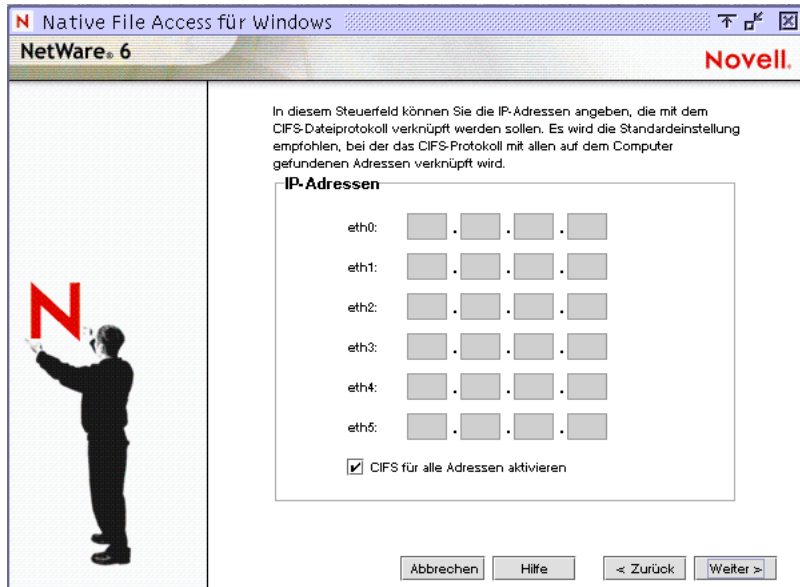 N Native File Access für Windows
NetWare® 6
Novell®
In diesem Steuerfeld können Sie die IP-Adressen angeben, die mit dem
CIFS-Dateiprotokoll verknüpft werden sollen. Es wird die Standardeinstellung
empfohlen, bei der das CIFS-Protokoll mit allen auf dem Computer
gefundenen Adressen verknüpft wird.
IP-Adressen
eth0: . . .
eth1: . . .
eth2: . . .
eth3: . . .
eth4: . . .
eth5: . . .
CIFS für alle Adressen aktivieren
N
Abbrechen Hilfe < Zurück Weiter >